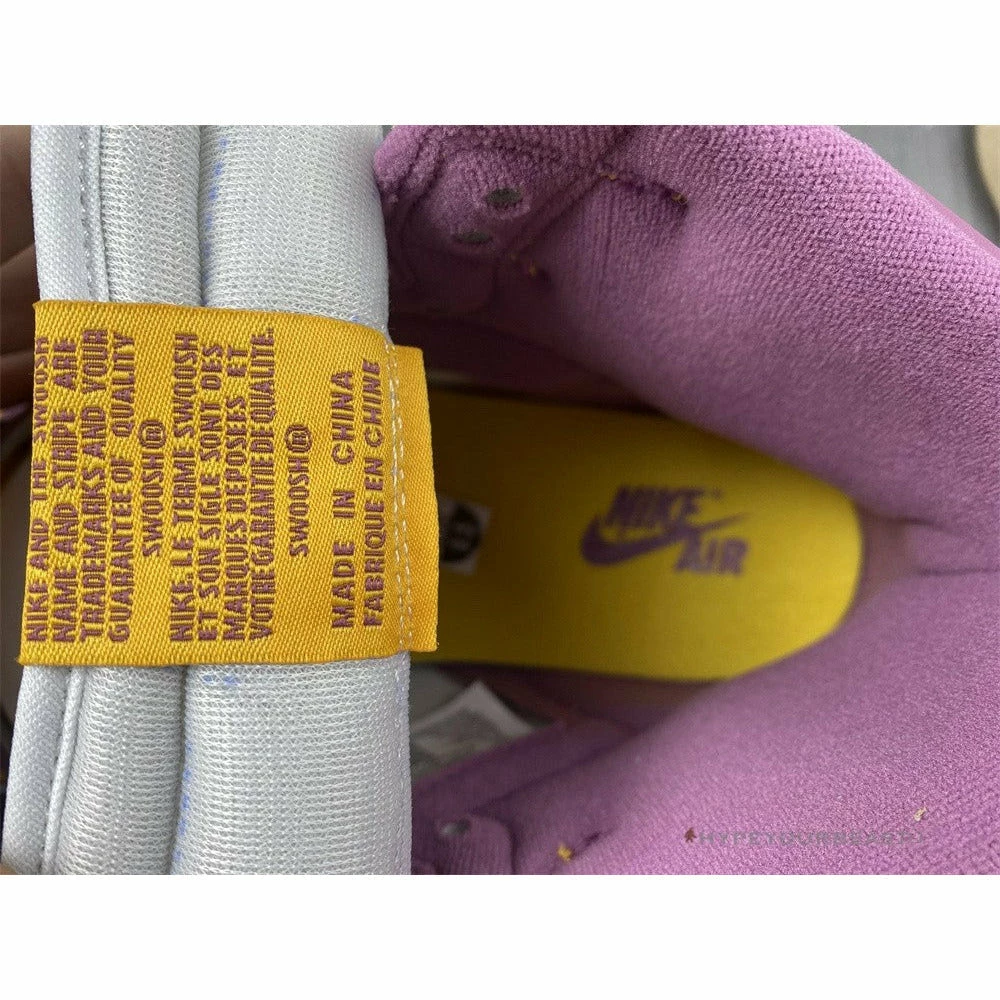 NIKE AND THE SWOOSH
NAME AND STRIPE ARE
TRADEMARKS AND YOUR
GUARANTEE OF QUALITY
SWOOSH®
NIKE: LE TERME SWOOSH
ET SON SIGLE SONT DES
MARQUES DEPOSEES ET
VOTRE GARANTIE DE QUALITE.
SWOOSH®
MADE IN CHINA
FABRIQUE EN CHINE
NIKE
AIR